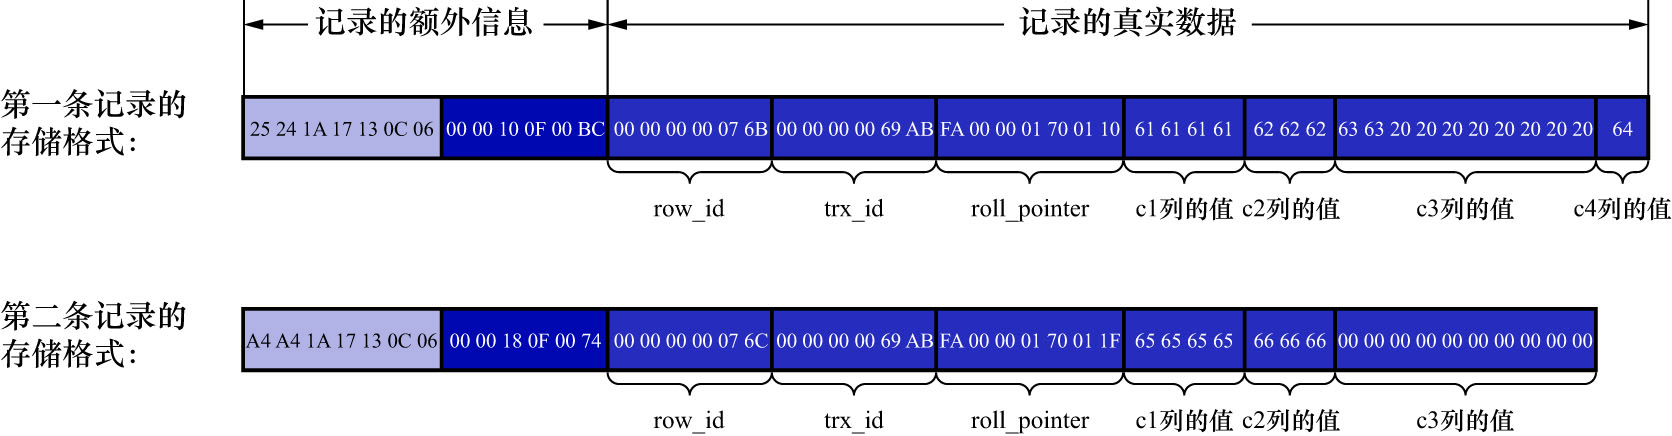 记录的额外信息 记录的真实数据
第一条记录的
存储格式：
25 24 1A 17 13 0C 06 00 00 10 0F 00 BC 00 00 00 00 07 6B 00 00 00 00 69 AB FA 00 00 01 70 01 10 61 61 61 61 62 62 62 63 63 20 20 20 20 20 20 20 20 64
row_id trx_id roll_pointer c1列的值 c2列的值 c3列的值 c4列的值
第二条记录的
存储格式：
A4 A4 1A 17 13 0C 06 00 00 18 0F 00 74 00 00 00 00 07 6C 00 00 00 00 69 AB FA 00 00 01 70 01 1F 65 65 65 65 66 66 66 00 00 00 00 00 00 00 00 00 00
row_id trx_id roll_pointer c1列的值 c2列的值 c3列的值